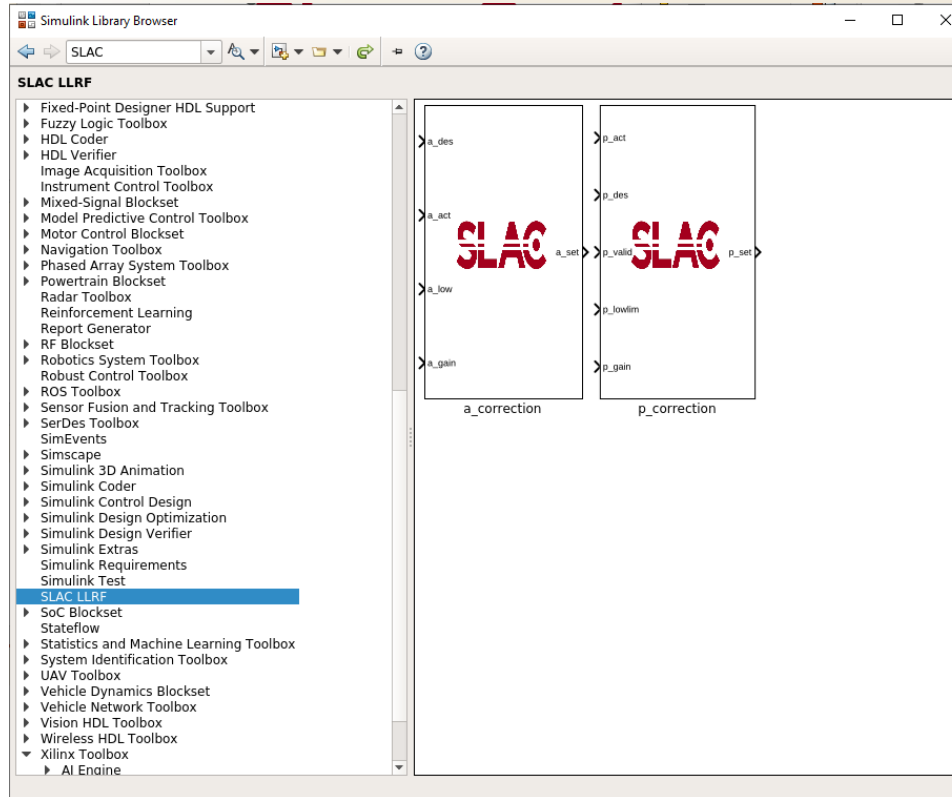 Simulink Library Browser
SLAC
SLAC LLRF
Fixed-Point Designer HDL Support
Fuzzy Logic Toolbox
HDL Coder
HDL Verifier
Image Acquisition Toolbox
Instrument Control Toolbox
Mixed-Signal Blockset
Model Predictive Control Toolbox
Motor Control Blockset
Navigation Toolbox
Phased Array System Toolbox
Powertrain Blockset
Radar Toolbox
Reinforcement Learning
Report Generator
RF Blockset
Robotics System Toolbox
Robust Control Toolbox
ROS Toolbox
Sensor Fusion and Tracking Toolbox
SerDes Toolbox
SimEvents
Simscape
Simulink 3D Animation
Simulink Coder
Simulink Control Design
Simulink Design Optimization
Simulink Design Verifier
Simulink Extras
Simulink Requirements
Simulink Test
SLAC LLRF
SoC Blockset
Stateflow
Statistics and Machine Learning Toolbox
System Identification Toolbox
UAV Toolbox
Vehicle Dynamics Blockset
Vehicle Network Toolbox
Vision HDL Toolbox
Wireless HDL Toolbox
Xilinx Toolbox
AI Engine
a_des
a_act
a_low
a_gain
SLAC
a_set
a_correction
p_act
p_des
p_valid
p_lowlim
p_gain
SLAC
p_set
p_correction